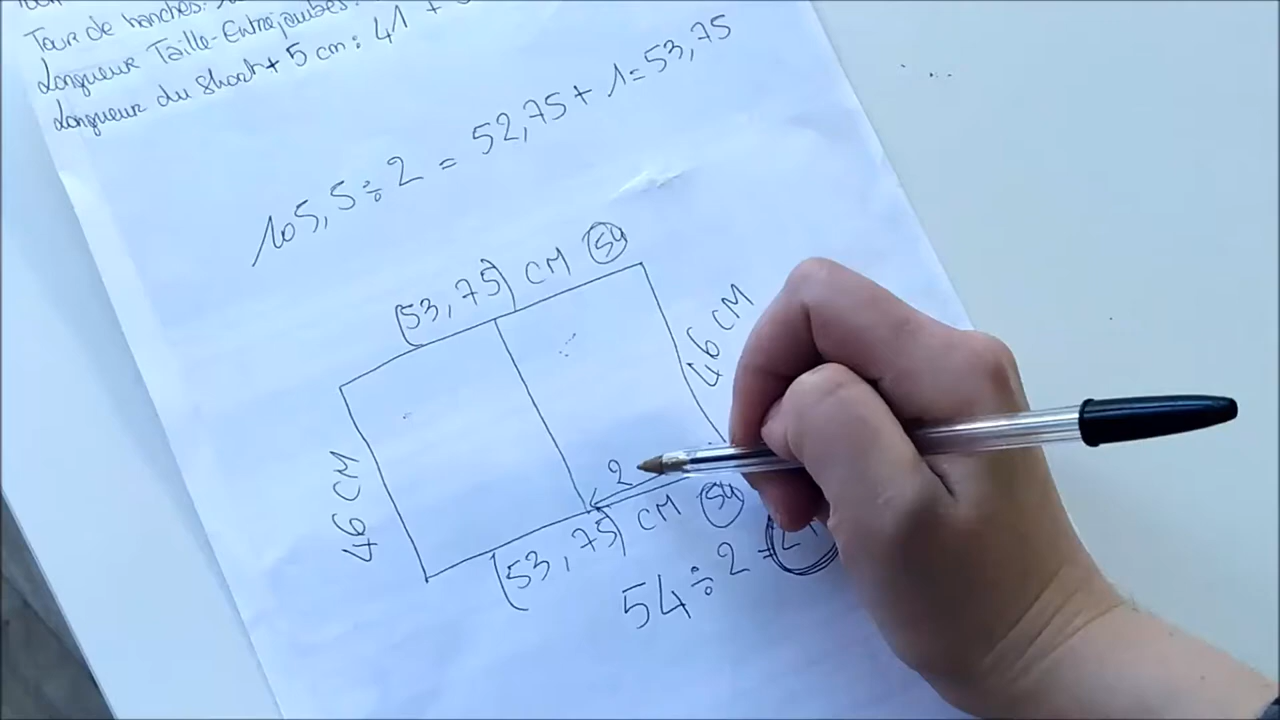 Tour de hanches:
Longueur Taille-Entrejambes:
Longueur du Short + 5 cm : 41 +
105,5 ÷ 2 = 52,75 + 1 = 53,75
(53,75) CM 54
46 CM
46 CM
2
(53,75) CM 54
54 ÷ 2 =